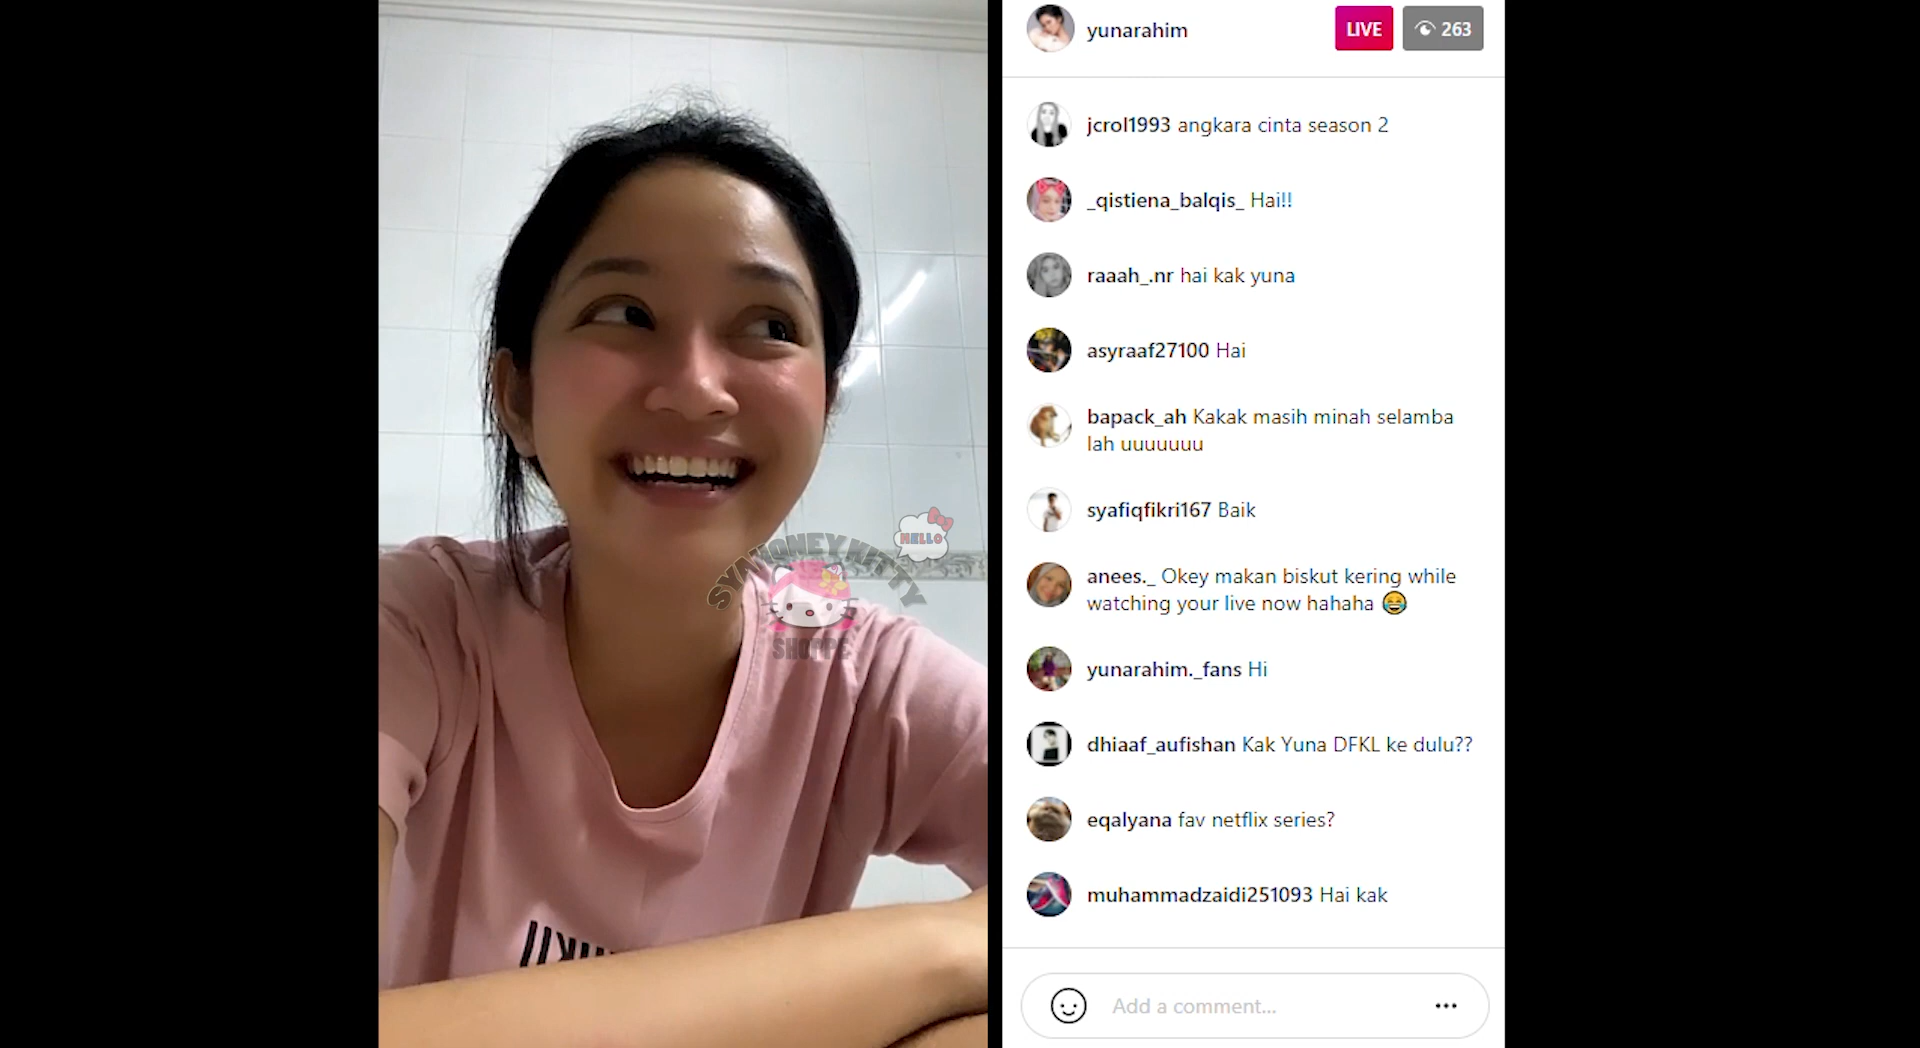 yunarahim
LIVE
263
jcrol1993 angkara cinta season 2
_qistiena_balqis_ Hai!!
raaah_.nr hai kak yuna
asyraaf27100 Hai
bapack_ah Kakak masih minah selamba
lah uuuuuuu
syafiqfikri167 Baik
anees._ Okey makan biskut kering while
watching your live now hahaha 😂
yunarahim._fans Hi
dhiaaf_aufishan Kak Yuna DFKL ke dulu??
eqalyana fav netflix series?
muhammadzaidi251093 Hai kak
Add a comment...
HELLO
SYAHONEY KITTY
SHOPPE